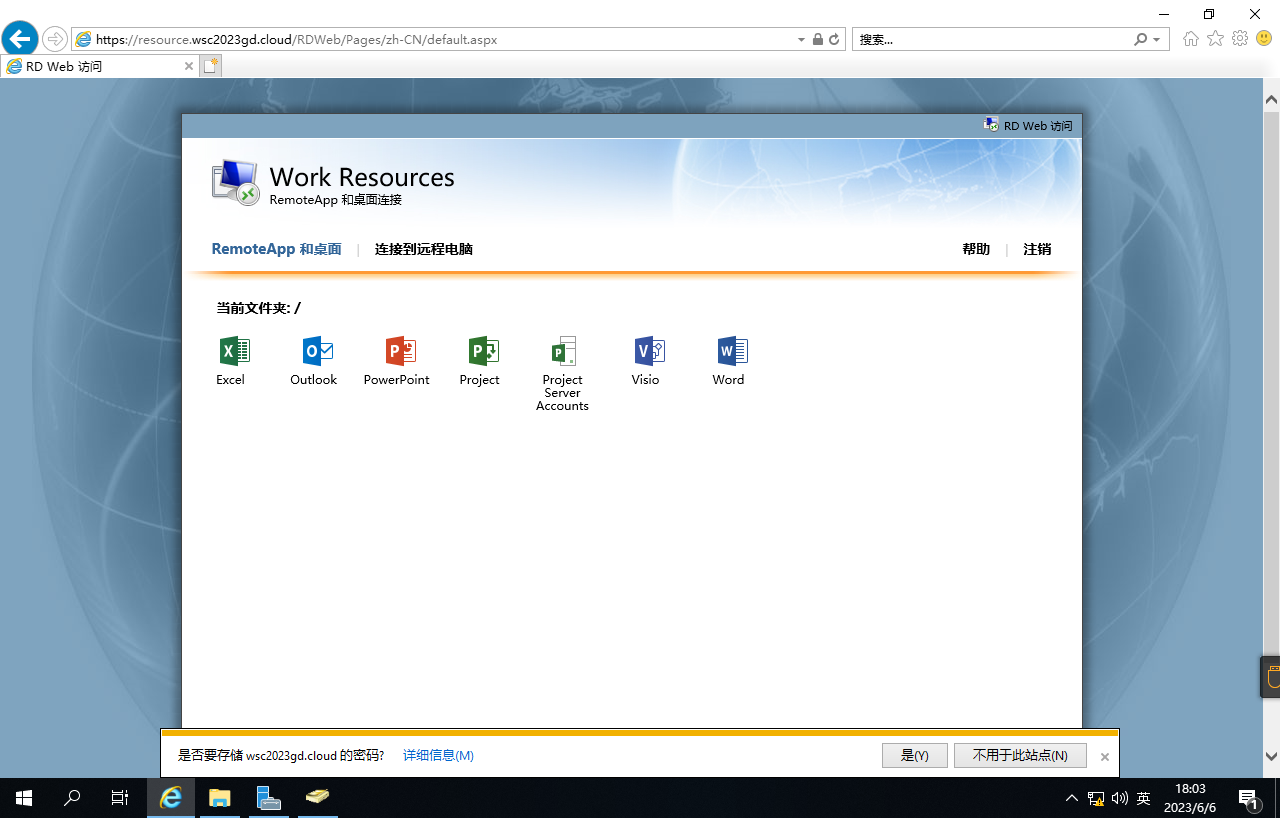 https://resource.wsc2023gd.cloud/RDWeb/Pages/zh-CN/default.aspx
搜索...
RD Web 访问
RD Web 访问
Work Resources
RemoteApp 和桌面连接
RemoteApp 和桌面 | 连接到远程电脑
帮助 | 注销
当前文件夹: /
Excel
Outlook
PowerPoint
Project
Project
Server
Accounts
Visio
Word
是否要存储 wsc2023gd.cloud 的密码? 详细信息(M)
是(Y)
不用于此站点(N)
英
18:03
2023/6/6
1